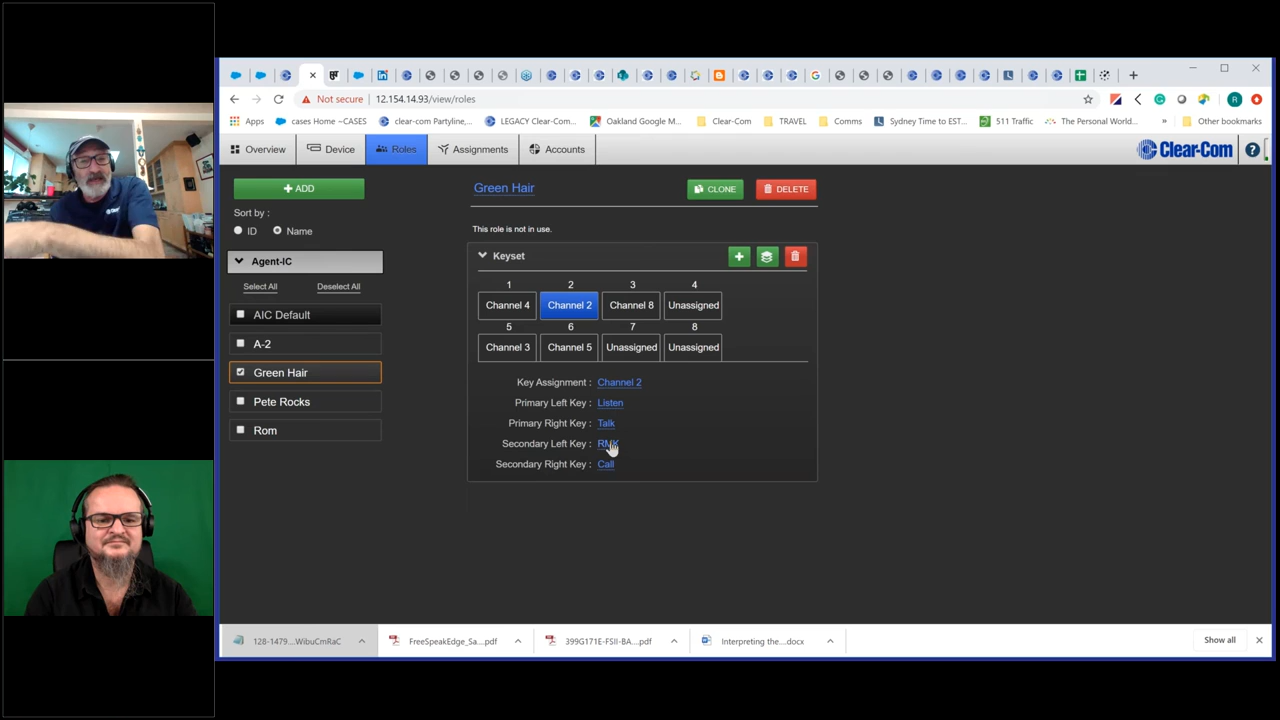 Not secure 12.154.14.93/view/roles
Apps cases Home ~CASES clear-com Partyline,... LEGACY Clear-Com... Oakland Google M... Clear-Com TRAVEL Comms Sydney Time to EST... 511 Traffic The Personal World... » Other bookmarks
Overview Device Roles Assignments Accounts Clear-Com ?
+ ADD
Green Hair CLONE DELETE
Sort by :
ID Name
This role is not in use.
Agent-IC
Keyset
Select All Deselect All
1 2 3 4
Channel 4 Channel 2 Channel 8 Unassigned
5 6 7 8
Channel 3 Channel 5 Unassigned Unassigned
AIC Default
A-2
Green Hair
Pete Rocks
Rom
Key Assignment : Channel 2
Primary Left Key : Listen
Primary Right Key : Talk
Secondary Left Key :
Secondary Right Key : Call
128-1479....WibuCmRaC FreeSpeakEdge_Sa....pdf 399G171E-FSII-BA....pdf Interpreting the....docx Show all